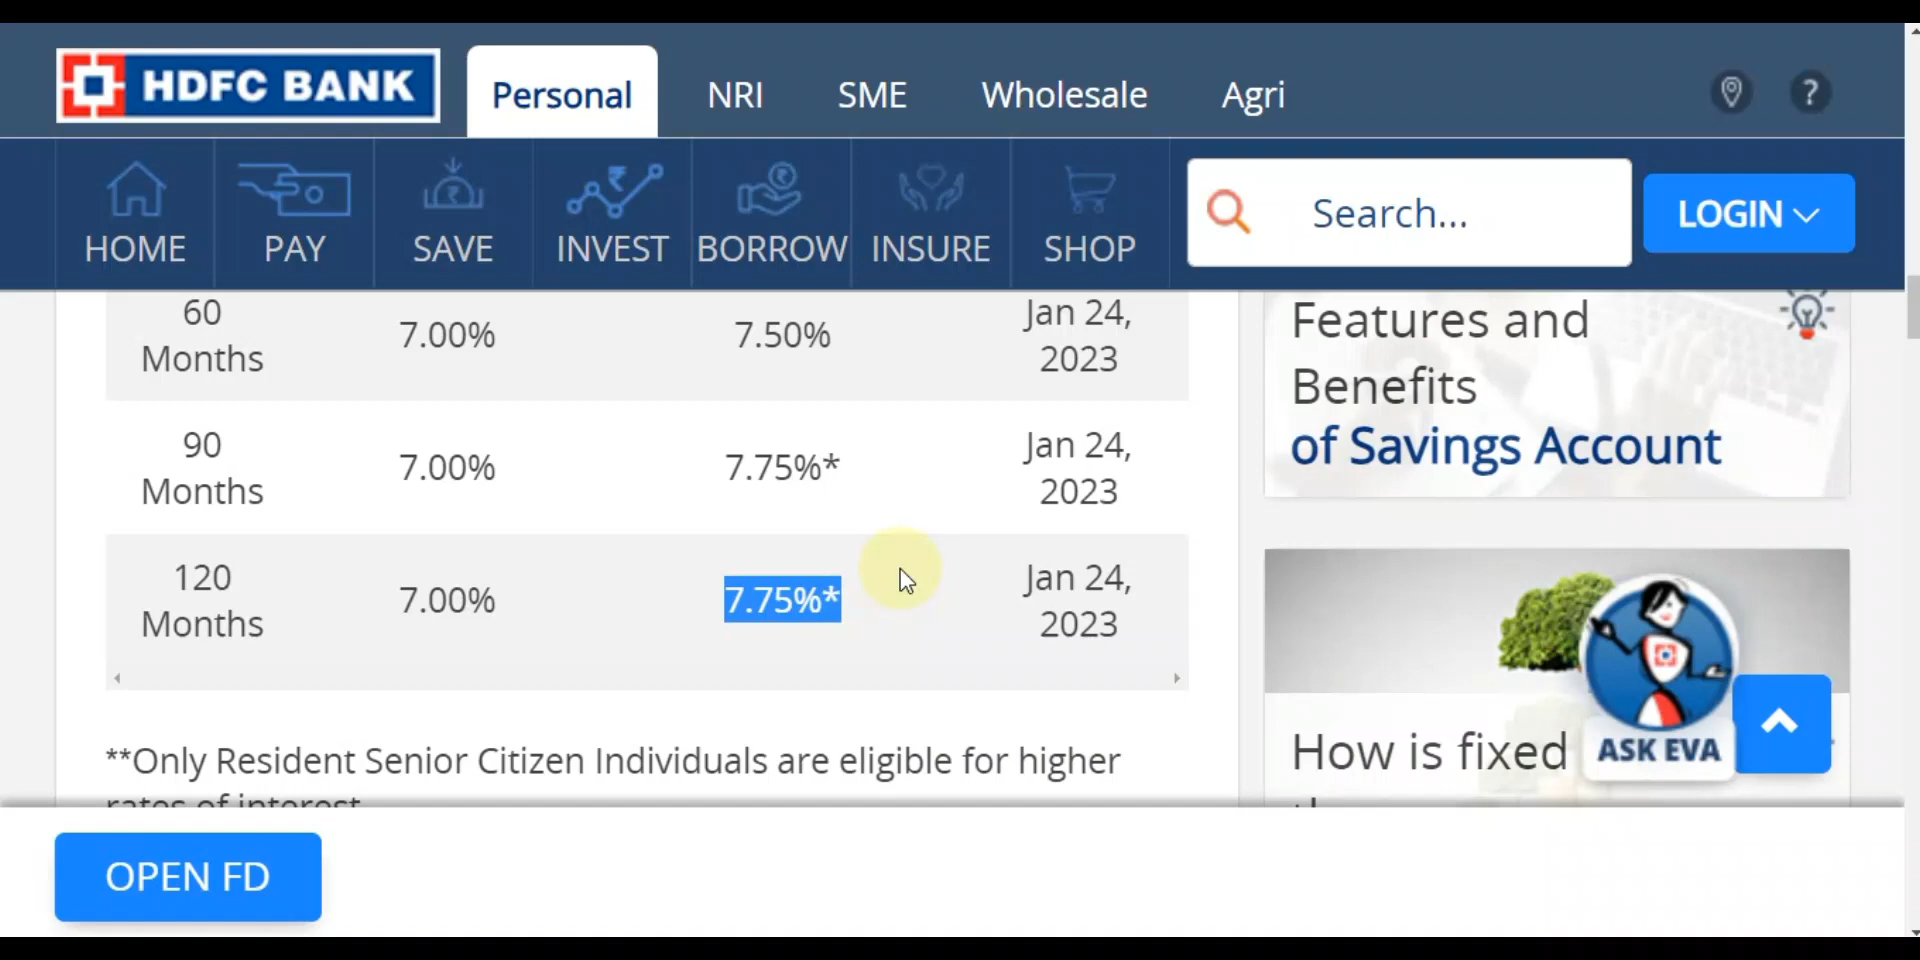 HDFC BANK
Personal
NRI
SME
Wholesale
Agri
?
HOME
PAY
SAVE
INVEST
BORROW
INSURE
SHOP
Search...
LOGIN
60 Months
7.00%
7.50%
Jan 24, 2023
90 Months
7.00%
7.75%*
Jan 24, 2023
120 Months
7.00%
7.75%*
Jan 24, 2023
**Only Resident Senior Citizen Individuals are eligible for higher
rates of interest
Features and
Benefits
of Savings Account
How is fixed
ASK EVA
OPEN FD